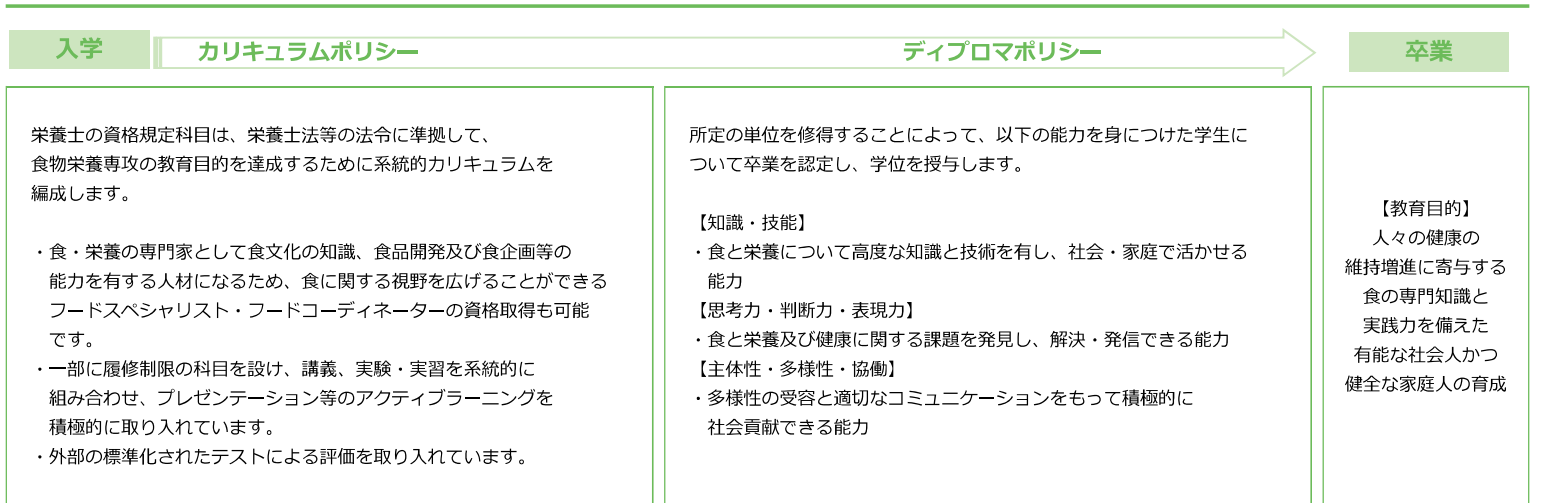 入学
カリキュラムポリシー
ディプロマポリシー
卒業
栄養士の資格規定科目は、栄養士法等の法令に準拠して、
食物栄養専攻の教育目的を達成するために系統的カリキュラムを
編成します。
・食・栄養の専門家として食文化の知識、食品開発及び食企画等の
能力を有する人材になるため、食に関する視野を広げることができる
フードスペシャリスト・フードコーディネーターの資格取得も可能
です。
・一部に履修制限の科目を設け、講義、実験・実習を系統的に
組み合わせ、プレゼンテーション等のアクティブラーニングを
積極的に取り入れています。
・外部の標準化されたテストによる評価を取り入れています。
所定の単位を修得することによって、以下の能力を身につけた学生に
ついて卒業を認定し、学位を授与します。
【知識・技能】
・食と栄養について高度な知識と技術を有し、社会・家庭で活かせる
能力
【思考力・判断力・表現力】
・食と栄養及び健康に関する課題を発見し、解決・発信できる能力
【主体性・多様性・協働】
・多様性の受容と適切なコミュニケーションをもって積極的に
社会貢献できる能力
【教育目的】
人々の健康の
維持増進に寄与する
食の専門知識と
実践力を備えた
有能な社会人かつ
健全な家庭人の育成